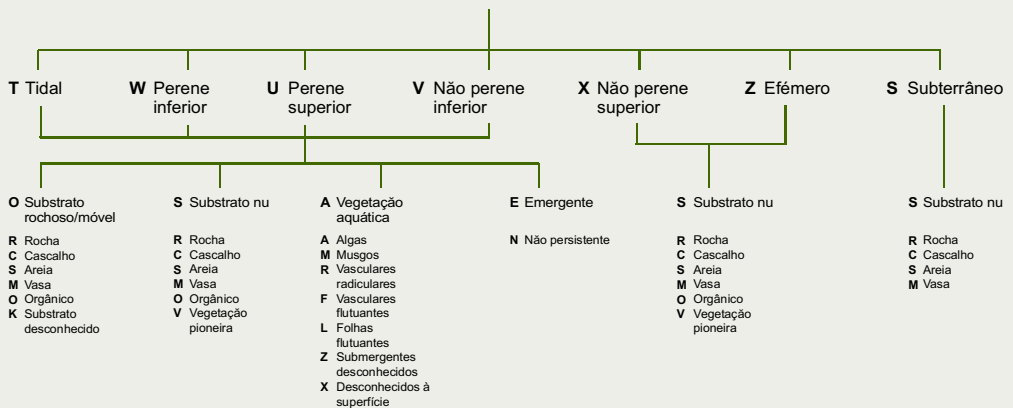 T Tidal
W Perene
inferior
U Perene
superior
V Não perene
inferior
X Não perene
superior
Z Efémero
S Subterrâneo
O Substrato
rochoso/móvel
R Rocha
C Cascalho
S Areia
M Vasa
O Orgânico
K Substrato
desconhecido
S Substrato nu
R Rocha
C Cascalho
S Areia
M Vasa
O Orgânico
V Vegetação
pioneira
A Vegetação
aquática
A Algas
M Musgos
R Vasculares
radiculares
F Vasculares
flutuantes
L Folhas
flutuantes
Z Submergentes
desconhecidos
X Desconhecidos à
superfície
E Emergente
N Não persistente
S Substrato nu
R Rocha
C Cascalho
S Areia
M Vasa
O Orgânico
V Vegetação
pioneira
S Substrato nu
R Rocha
C Cascalho
S Areia
M Vasa